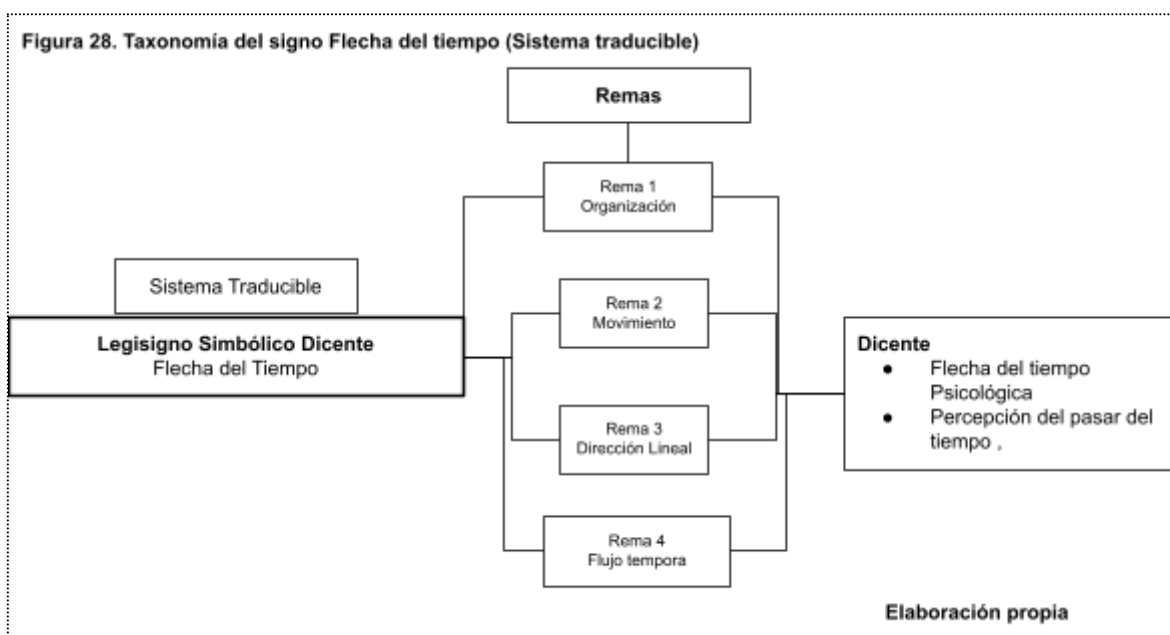 Figura 28. Taxonomía del signo Flecha del tiempo (Sistema traducible)
Remas
Rema 1
Organización
Sistema Traducible
Legisigno Simbólico Dicente
Flecha del Tiempo
Rema 2
Movimiento
Rema 3
Dirección Lineal
Rema 4
Flujo tempora
Dicente
● Flecha del tiempo
Psicológica
● Percepción del pasar del
tiempo ,
Elaboración propia